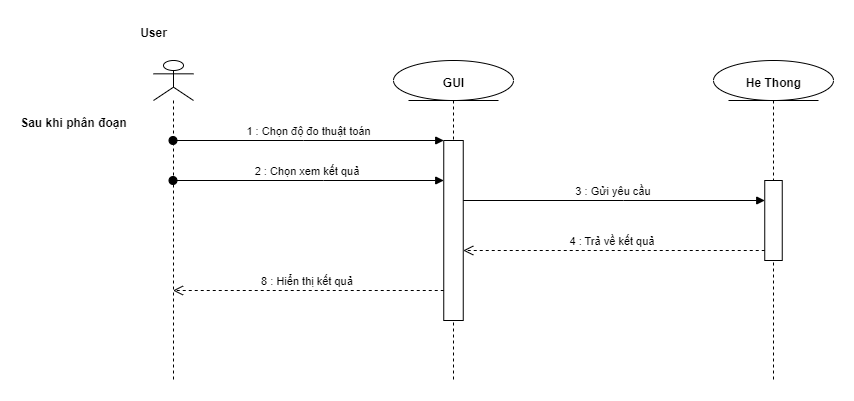 User
GUI
He Thong
Sau khi phân đoạn
1 : Chọn độ đo thuật toán
2 : Chọn xem kết quả
3 : Gửi yêu cầu
4 : Trả về kết quả
8 : Hiển thị kết quả